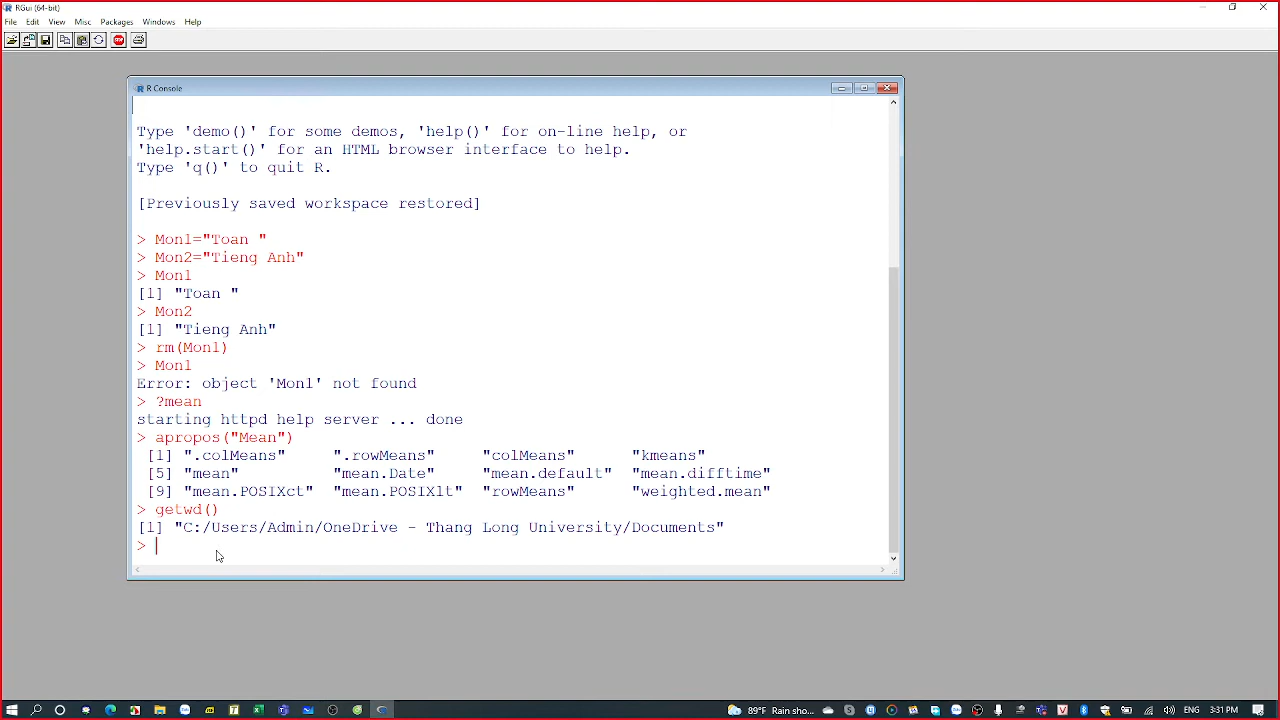 RGui (64-bit)
File Edit View Misc Packages Windows Help
STOP
R Console
Type 'demo()' for some demos, 'help()' for on-line help, or
'help.start()' for an HTML browser interface to help.
Type 'q()' to quit R.
[Previously saved workspace restored]
> Mon1="Toan "
> Mon2="Tieng Anh"
> Mon1
[1] "Toan "
> Mon2
[1] "Tieng Anh"
> rm(Mon1)
> Mon1
Error: object 'Mon1' not found
> ?mean
starting httpd help server ... done
> apropos("Mean")
[1] ".colMeans" ".rowMeans" "colMeans" "kmeans"
[5] "mean" "mean.Date" "mean.default" "mean.difftime"
[9] "mean.POSIXct" "mean.POSIXlt" "rowMeans" "weighted.mean"
> getwd()
[1] "C:/Users/Admin/OneDrive - Thang Long University/Documents"
>
89°F Rain sho... ENG 3:31 PM